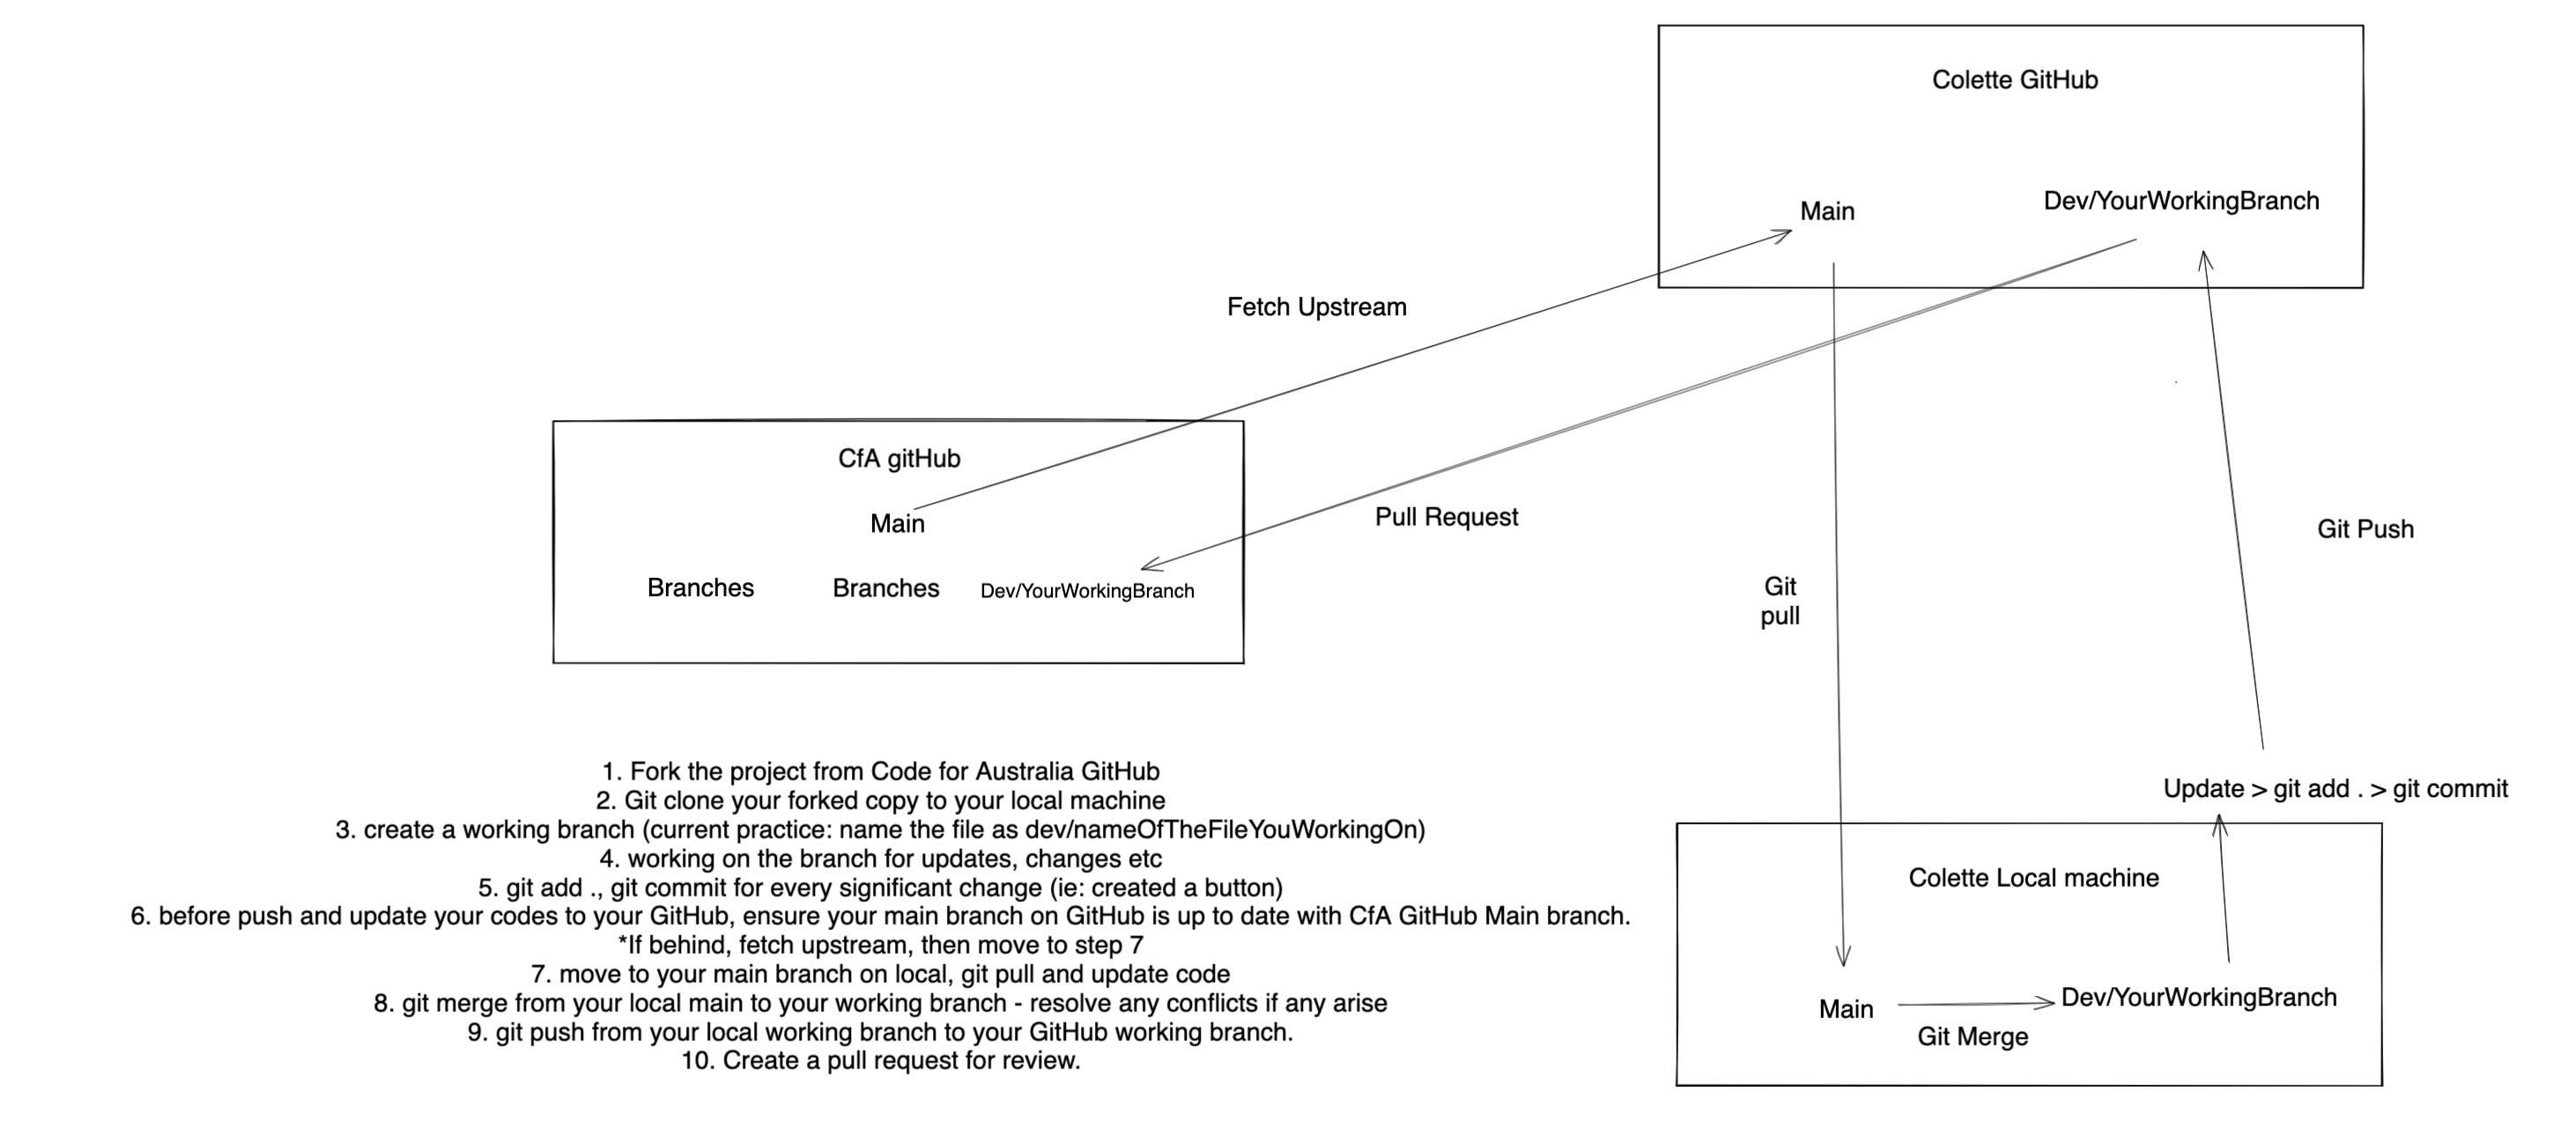 Colette GitHub
Main
Dev/YourWorkingBranch
Fetch Upstream
CfA gitHub
Main
Branches
Branches
Dev/YourWorkingBranch
Pull Request
Git
pull
Git Push
1. Fork the project from Code for Australia GitHub
2. Git clone your forked copy to your local machine
3. create a working branch (current practice: name the file as dev/nameOfTheFileYouWorkingOn)
4. working on the branch for updates, changes etc
5. git add ., git commit for every significant change (ie: created a button)
6. before push and update your codes to your GitHub, ensure your main branch on GitHub is up to date with CfA GitHub Main branch.
*If behind, fetch upstream, then move to step 7
7. move to your main branch on local, git pull and update code
8. git merge from your local main to your working branch - resolve any conflicts if any arise
9. git push from your local working branch to your GitHub working branch.
10. Create a pull request for review.
Update > git add . > git commit
Colette Local machine
Main
Git Merge
Dev/YourWorkingBranch